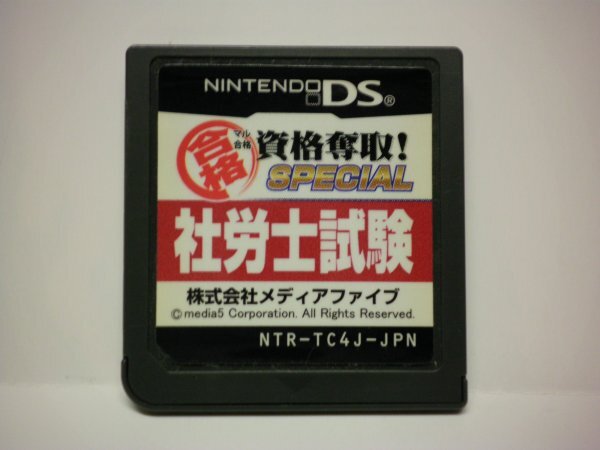 NINTENDO DS®
合格
マル
合格
資格奪取!
SPECIAL
社労士試験
株式会社メディアファイブ
©media5 Corporation. All Rights Reserved.
NTR-TC4J-JPN